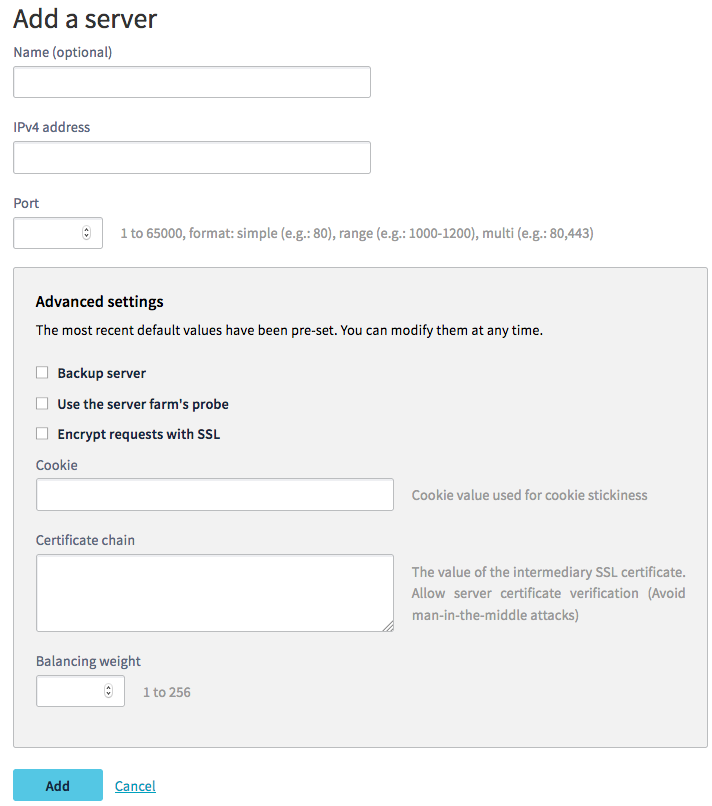 Add a server
Name (optional)
IPv4 address
Port
1 to 65000, format: simple (e.g.: 80), range (e.g.: 1000-1200), multi (e.g.: 80,443)
Advanced settings
The most recent default values have been pre-set. You can modify them at any time.
Backup server
Use the server farm's probe
Encrypt requests with SSL
Cookie
Cookie value used for cookie stickiness
Certificate chain
The value of the intermediary SSL certificate.
Allow server certificate verification (Avoid
man-in-the-middle attacks)
Balancing weight
1 to 256
Add Cancel